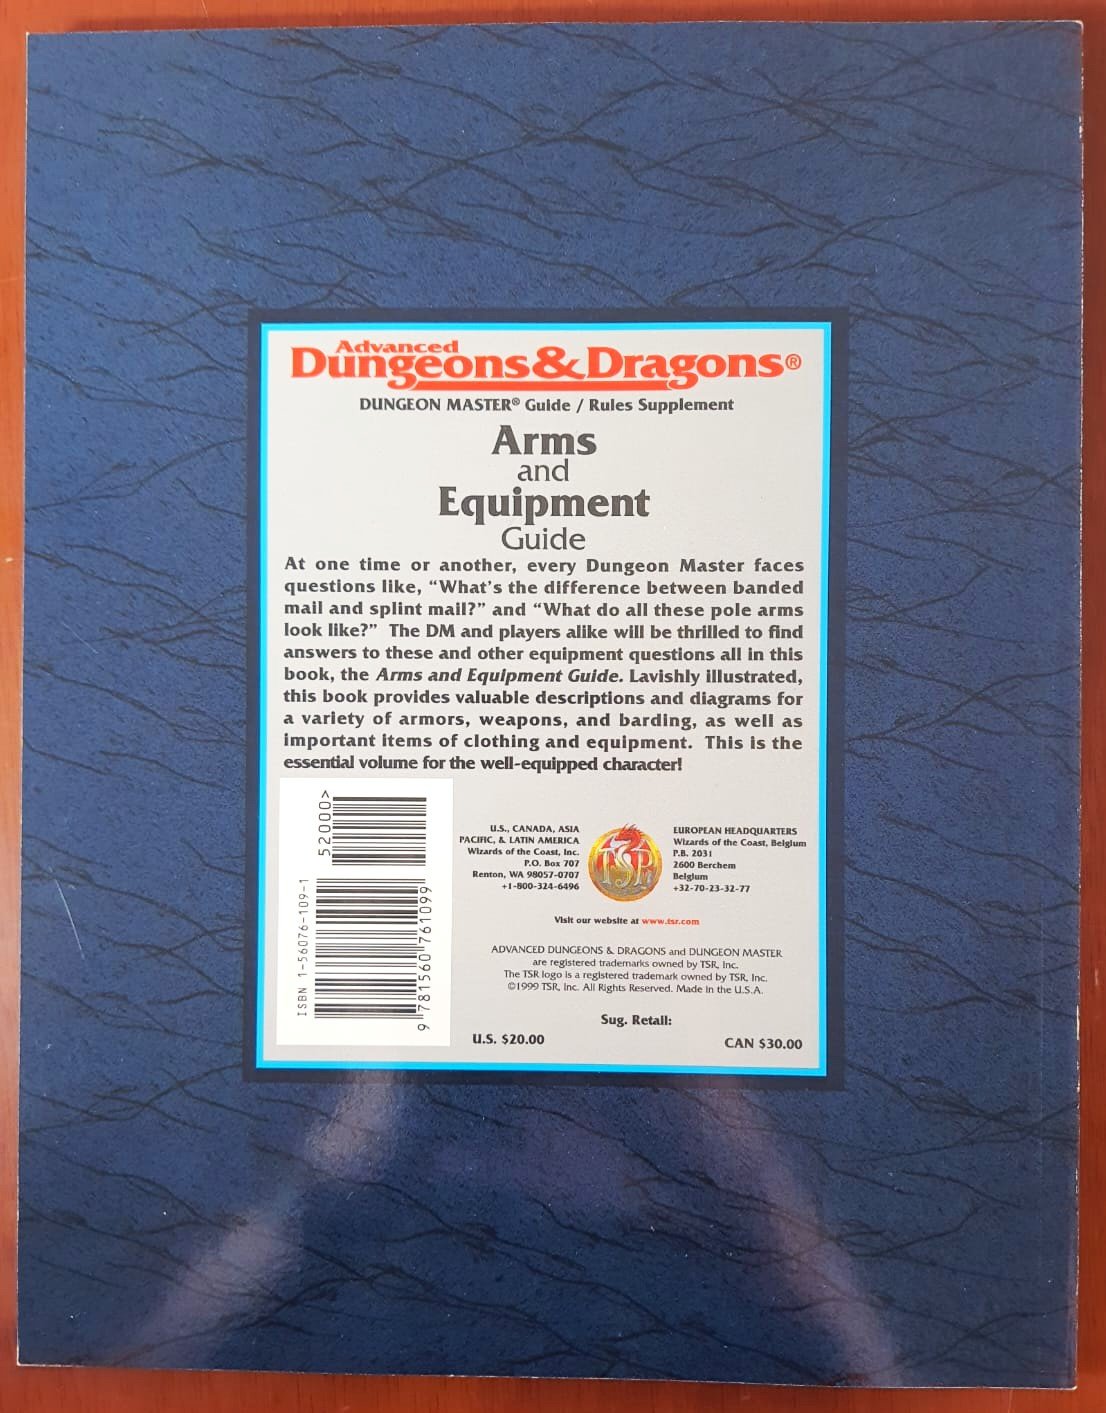 Advanced
Dungeons & Dragons®
DUNGEON MASTER® Guide / Rules Supplement
Arms
and
Equipment
Guide
At one time or another, every Dungeon Master faces
questions like, “What’s the difference between banded
mail and splint mail?” and “What do all these pole arms
look like?” The DM and players alike will be thrilled to find
answers to these and other equipment questions all in this
book, the Arms and Equipment Guide. Lavishly illustrated,
this book provides valuable descriptions and diagrams for
a variety of armors, weapons, and barding, as well as
important items of clothing and equipment. This is the
essential volume for the well-equipped character!
52000>
ISBN 1-56076-109-1
9 781560 761099
U.S., CANADA, ASIA
PACIFIC, & LATIN AMERICA
Wizards of the Coast, Inc.
P.O. Box 707
Renton, WA 98057-0707
+1-800-324-6496
TSR
EUROPEAN HEADQUARTERS
Wizards of the Coast, Belgium
P.B. 2031
2600 Berchem
Belgium
+32-70-23-32-77
Visit our website at www.tsr.com
ADVANCED DUNGEONS & DRAGONS and DUNGEON MASTER
are registered trademarks owned by TSR, Inc.
The TSR logo is a registered trademark owned by TSR, Inc.
©1999 TSR, Inc. All Rights Reserved. Made in the U.S.A.
Sug. Retail:
U.S. $20.00
CAN $30.00